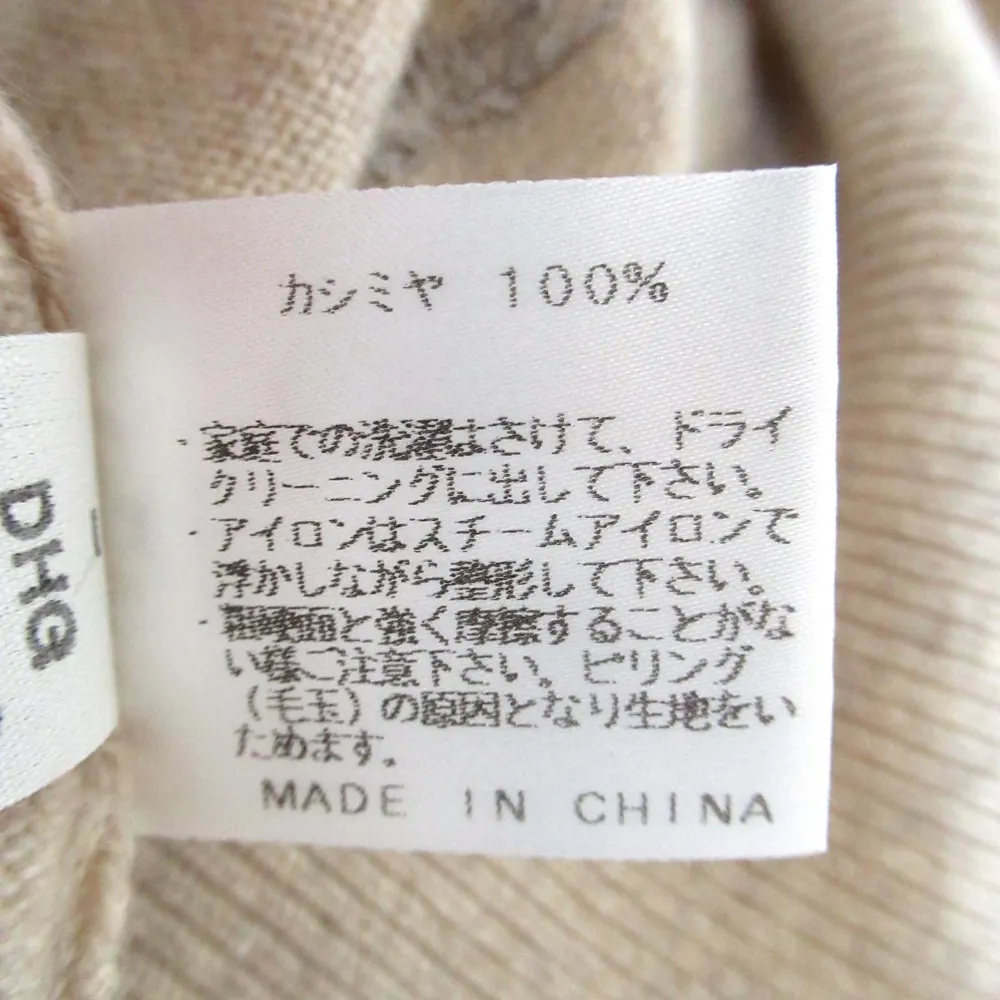 カシミヤ 100%
・家庭での洗濯はさけて、ドライ
クリーニングに出して下さい。
・アイロンはスチームアイロンで
浮かしながら整形して下さい。
・粗硬面と強く摩擦することがな
い様ご注意下さい。ピリング
(毛玉)の原因となり生地をい
ためます。
MADE IN CHINA
DHG